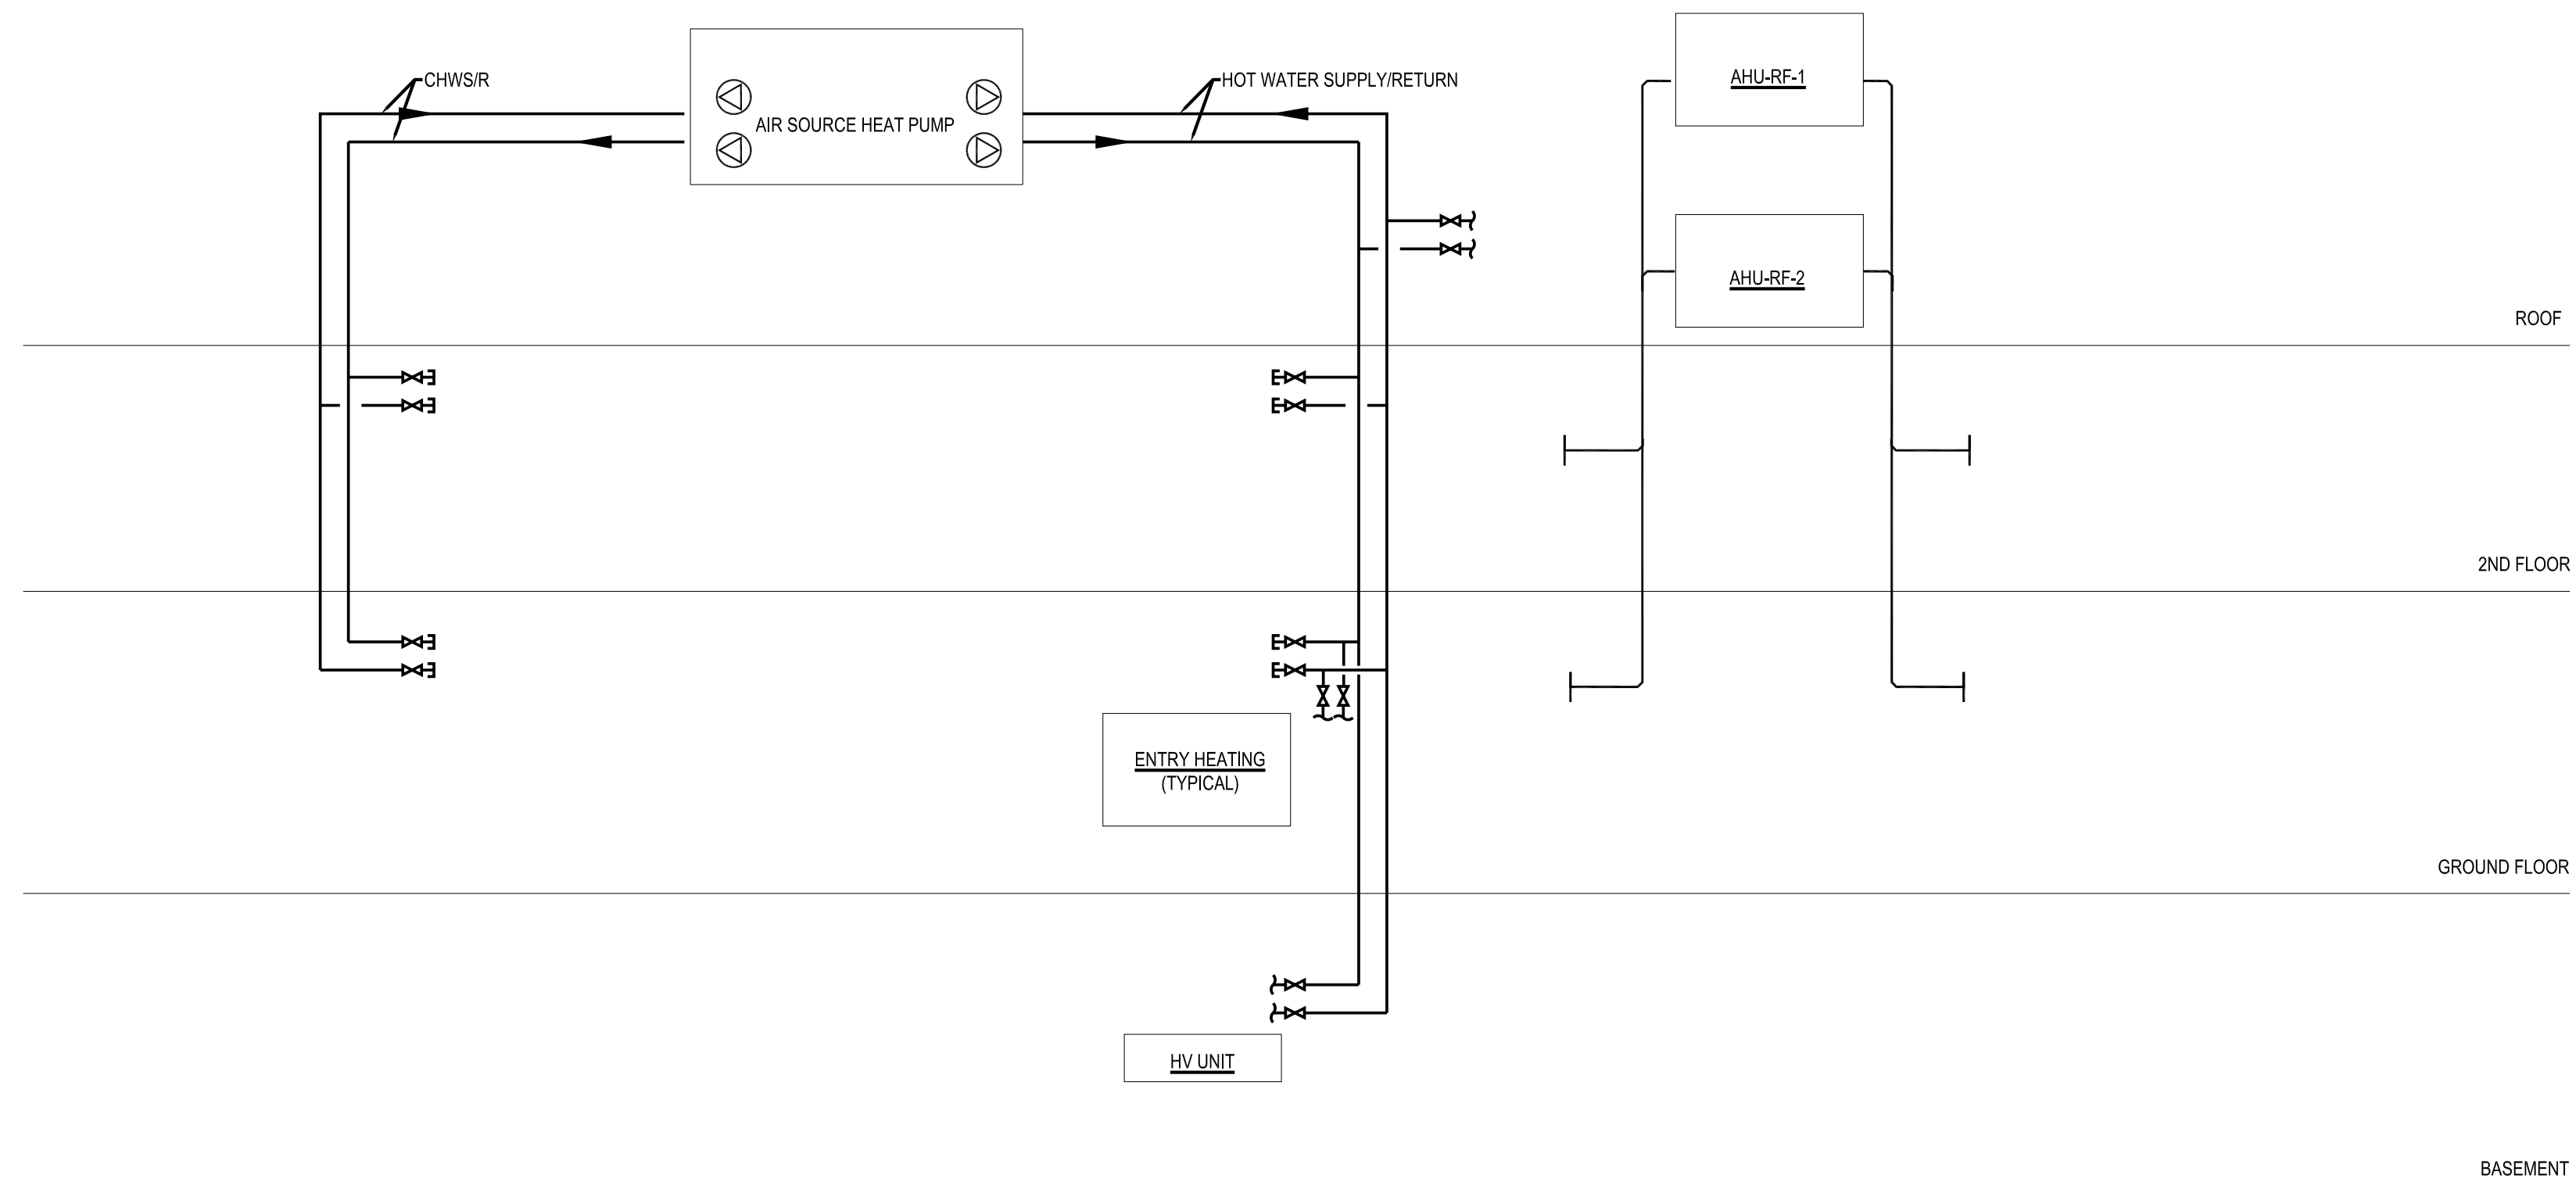 AHU-RF-1
CHWS/R
HOT WATER SUPPLY/RETURN
AIR SOURCE HEAT PUMP
AHU-RF-2
ROOF
2ND FLOOR
ENTRY HEATING
(TYPICAL)
GROUND FLOOR
HV UNIT
BASEMENT